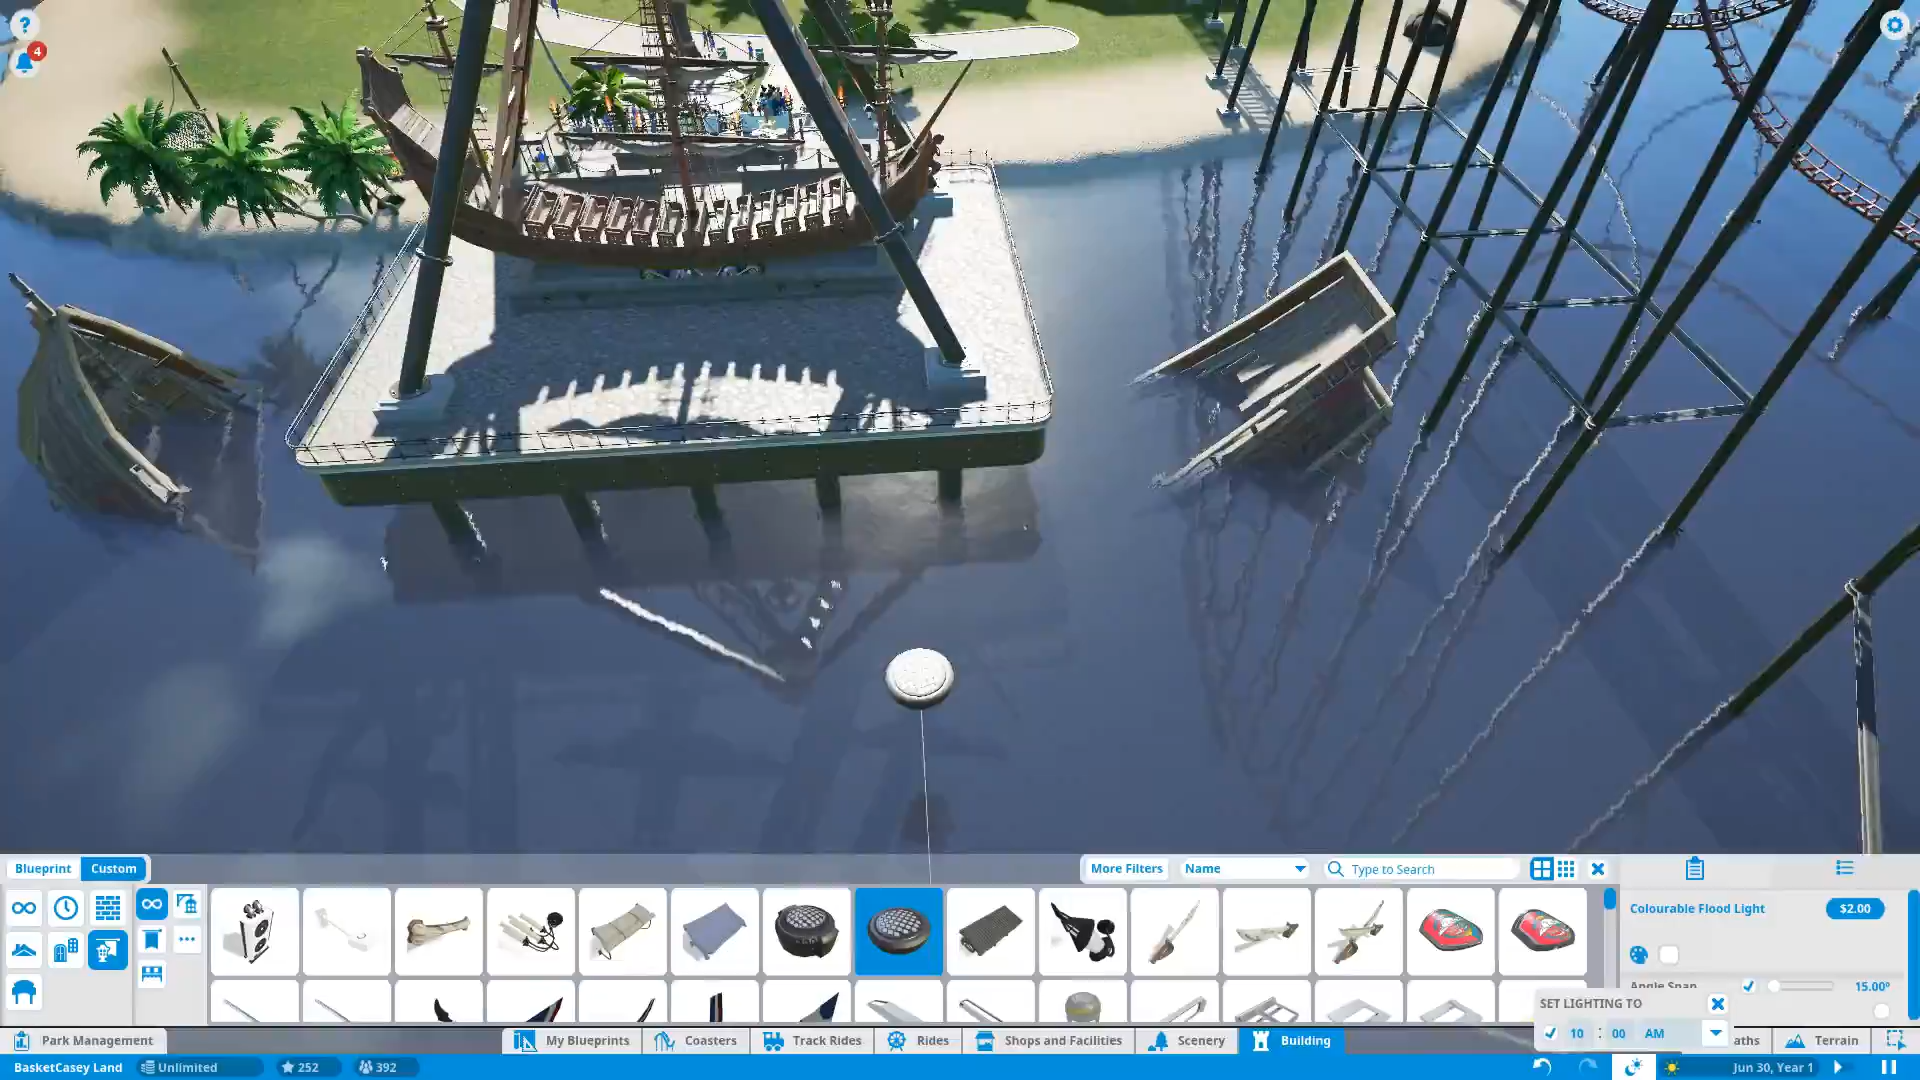 ?
4
Blueprint
Custom
More Filters
Name
Type to Search
Colourable Flood Light
$2.00
Angle Snap
15.00°
SET LIGHTING TO
10 : 00 AM
Park Management
My Blueprints
Coasters
Track Rides
Rides
Shops and Facilities
Scenery
Building
aths
Terrain
BasketCasey Land
Unlimited
252
392
Jun 30, Year 1